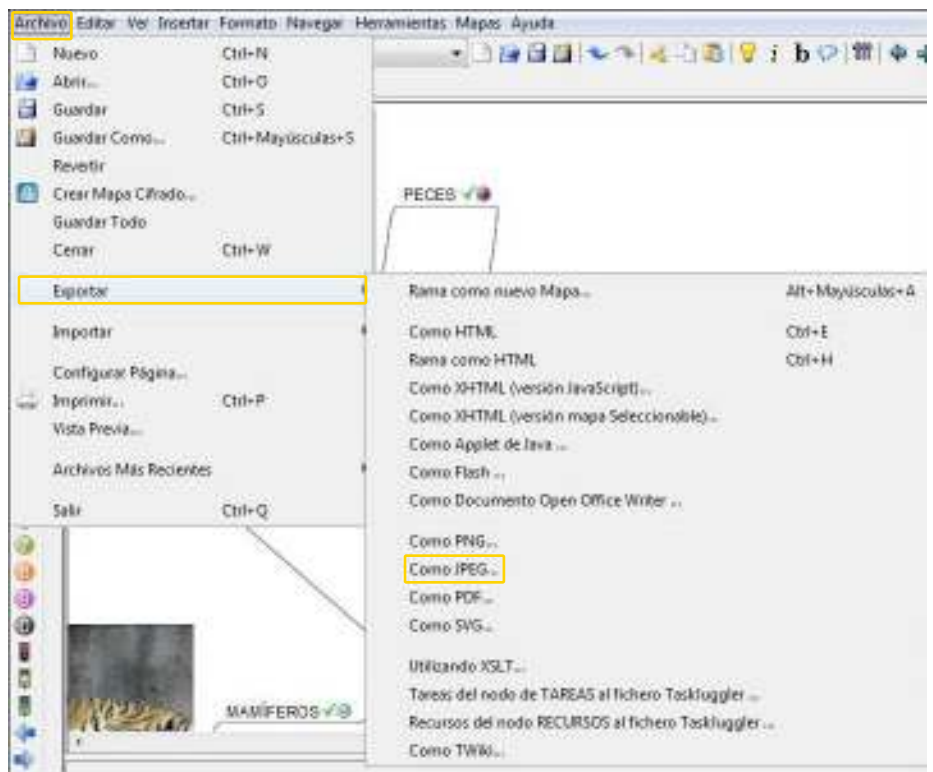 Archivo Editar Ver Insertar Formato Navegar Herramientas Mapas Ayuda
Nuevo Ctrl+N
Abrir... Ctrl+O
Guardar Ctrl+S
Guardar Como... Ctrl+Mayúsculas+S
Revertir
Crear Mapa Cifrado...
Guardar Todo
Cerrar Ctrl+W
Exportar
Importar
Configurar Página...
Imprimir... Ctrl+P
Vista Previa...
Archivos Más Recientes
Salir Ctrl+Q
PECES
Rama como nuevo Mapa... Alt+Mayúsculas+A
Como HTML Ctrl+E
Rama como HTML Ctrl+H
Como XHTML (versión JavaScript)...
Como XHTML (versión mapa Seleccionable)...
Como Applet de Java ...
Como Flash ...
Como Documento Open Office Writer ...
Como PNG...
Como JPEG...
Como PDF...
Como SVG...
Utilizando XSLT...
Tareas del nodo de TAREAS al fichero TaskJuggler ...
Recursos del nodo RECURSOS al fichero TaskJuggler ...
Como TWiki...
MAMÍFEROS